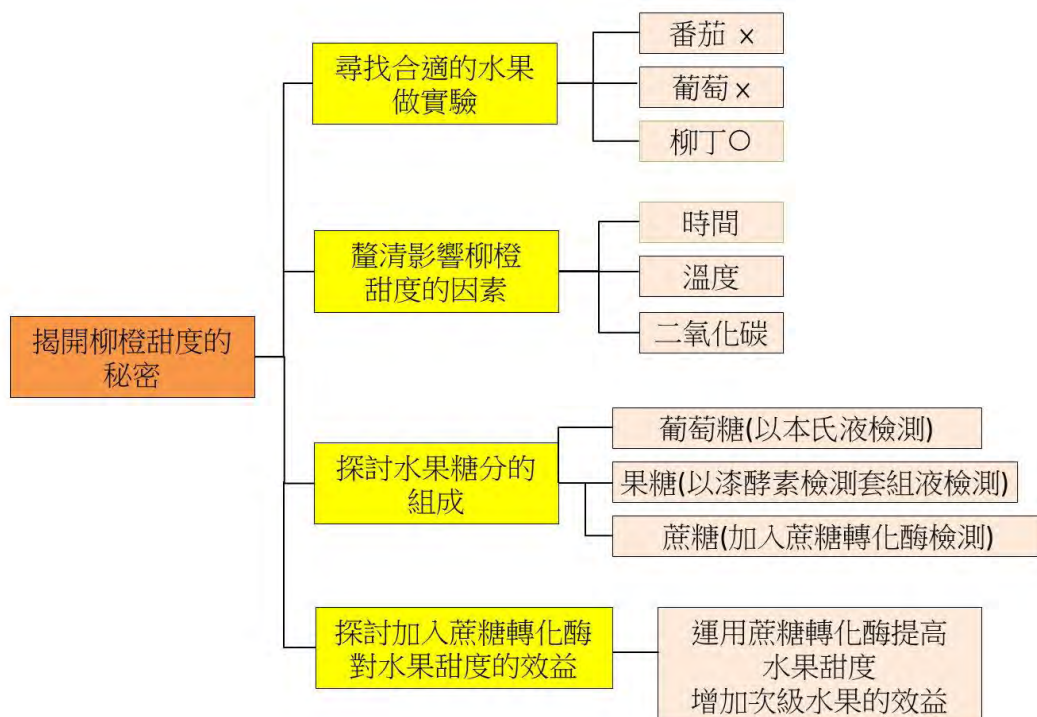 揭開柳橙甜度的
秘密
尋找合適的水果
做實驗
番茄 ×
葡萄 ×
柳丁〇
釐清影響柳橙
甜度的因素
時間
溫度
二氧化碳
探討水果糖分的
組成
葡萄糖(以本氏液檢測)
果糖(以漆酵素檢測套組液檢測)
蔗糖(加入蔗糖轉化酶檢測)
探討加入蔗糖轉化酶
對水果甜度的效益
運用蔗糖轉化酶提高
水果甜度
增加次級水果的效益